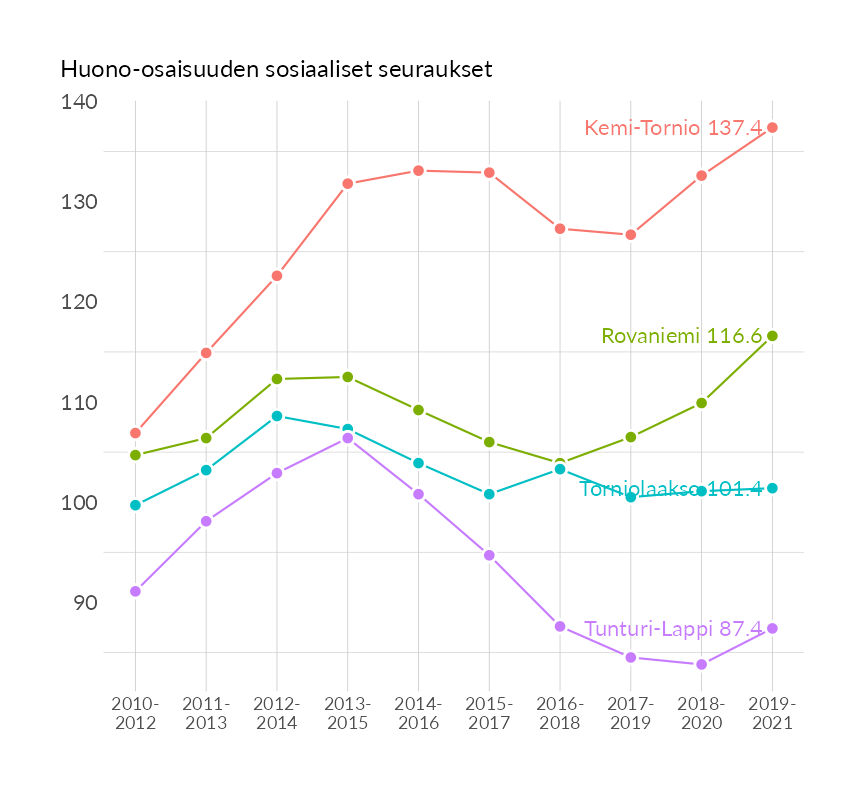 Huono-osaisuuden sosiaaliset seuraukset
140
Kemi-Tornio 137.4
130
120
Rovaniemi 116.6
110
Torniolaakso 101.4
100
90
Tunturi-Lappi 87.4
2010- 2011- 2012- 2013- 2014- 2015- 2016- 2017- 2018- 2019-
2012 2013 2014 2015 2016 2017 2018 2019 2020 2021